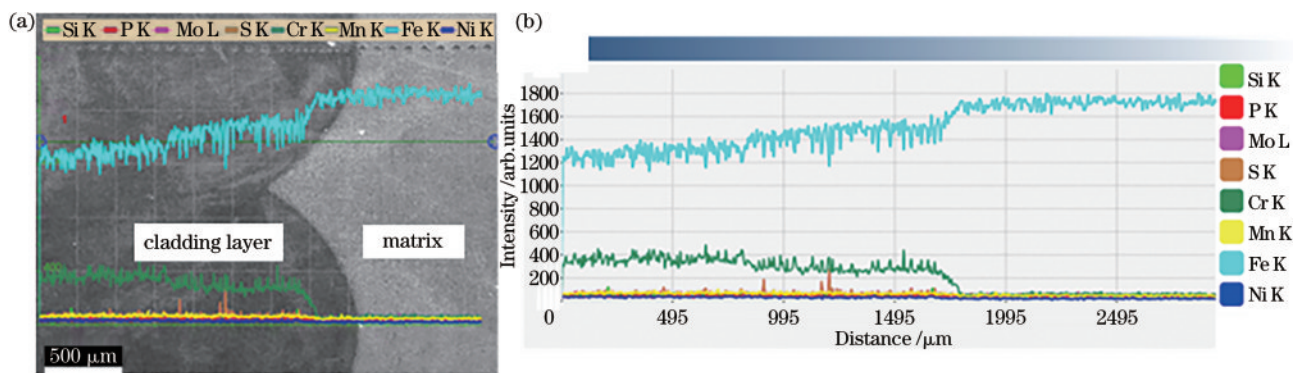 (a)
Si K P K Mo L S K Cr K Mn K Fe K Ni K
cladding layer
matrix
500 μm
(b)
Intensity /arb.units
1800
1600
1400
1200
1000
800
600
400
200
0 495 995 1495 1995 2495
Distance /μm
Si K
P K
Mo L
S K
Cr K
Mn K
Fe K
Ni K